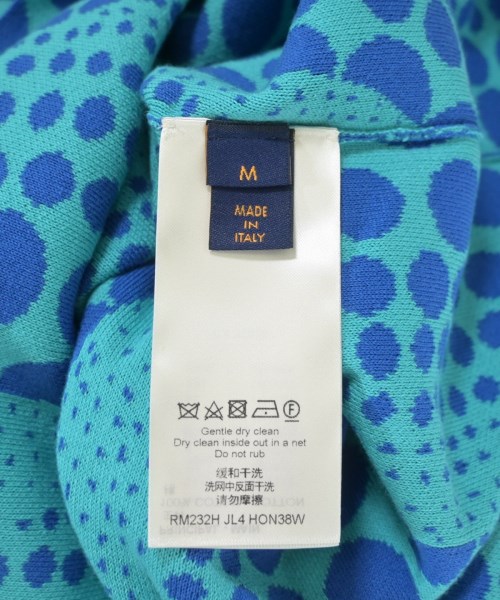 M
MADE
IN
ITALY
Gentle dry clean
Dry clean inside out in a net
Do not rub
缓和干洗
洗网中反面干洗
请勿摩擦
RM232H JL4 HON38W